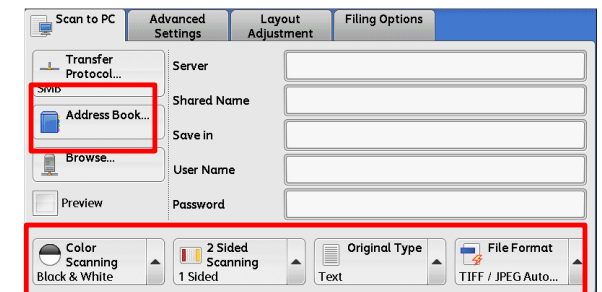 Scan to PC
Advanced
Settings
Layout
Adjustment
Filing Options
Transfer
Protocol...
SMB
Address Book...
Browse...
Preview
Server
Shared Name
Save in
User Name
Password
Color
Scanning
Black & White
2 Sided
Scanning
1 Sided
Original Type
Text
File Format
TIFF / JPEG Auto...